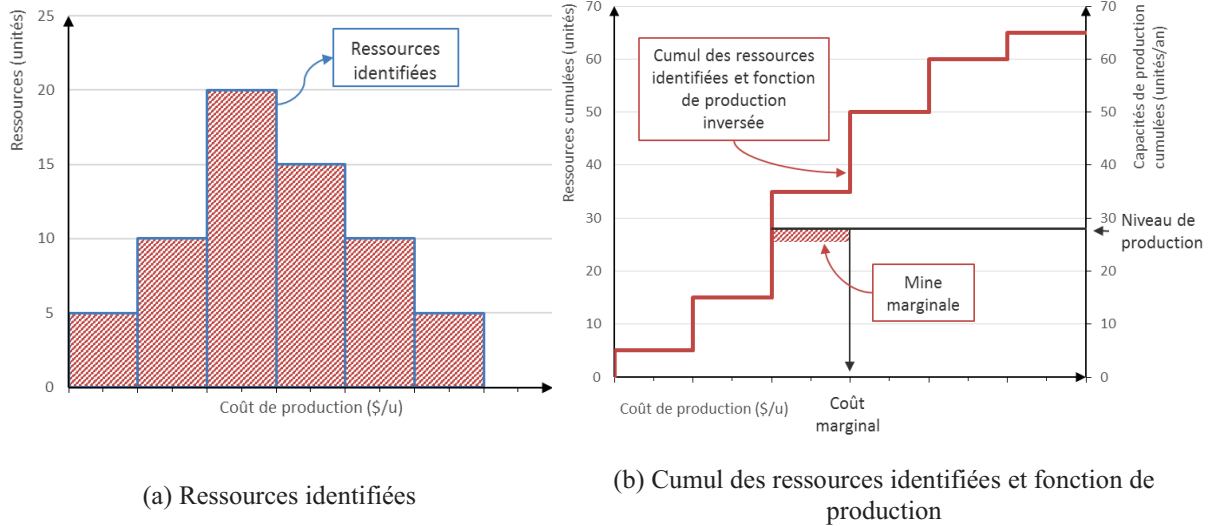 Ressources (unités)
25
20
15
10
5
0
Ressources
identifiées
Coût de production ($/u)
(a) Ressources identifiées
Ressources cumulées (unités)
70
60
50
40
30
20
10
0
Cumul des ressources
identifiées et fonction
de production
inversée
Mine
marginale
Coût de production ($/u)
Coût
marginal
70
60
50
40
30
20
10
0
Capacités de production
cumulées (unités/an)
Niveau de
production
(b) Cumul des ressources identifiées et fonction de
production